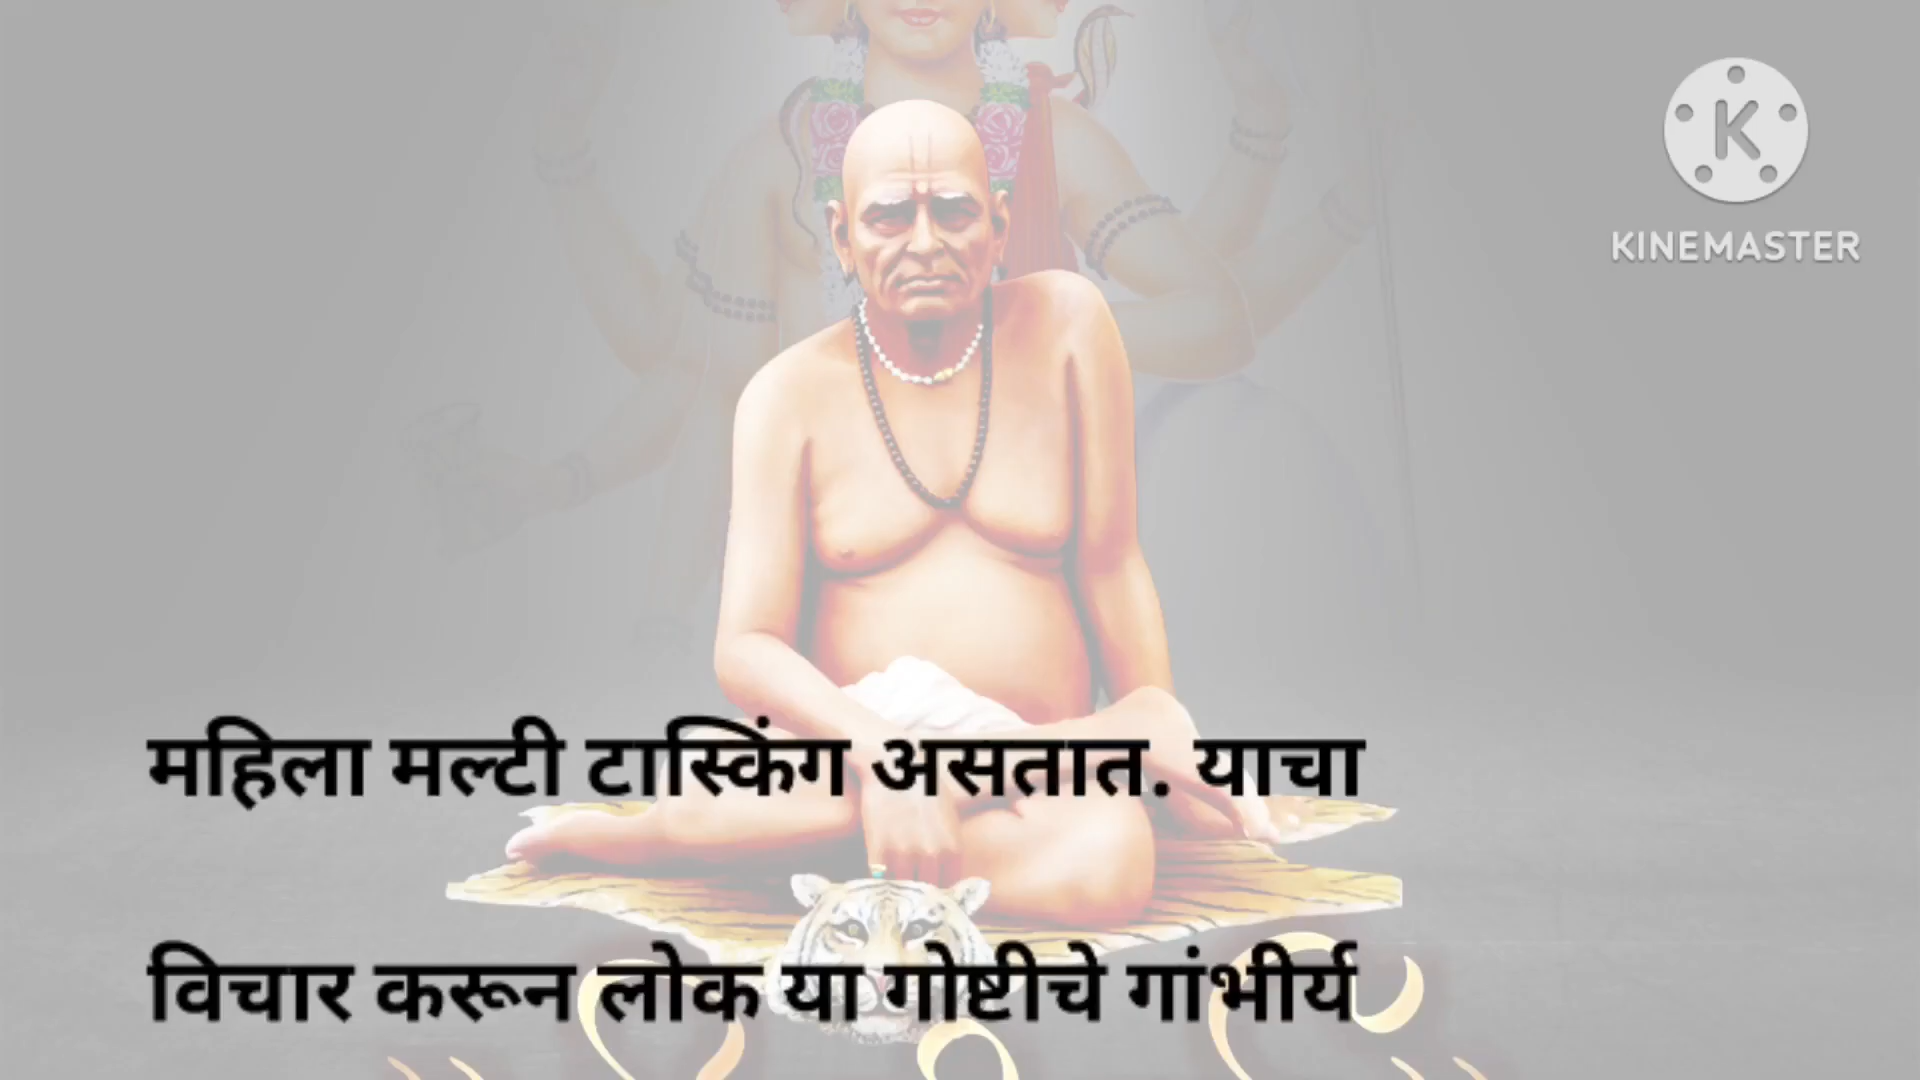 KINEMASTER
महिला मल्टी टास्किंग असतात. याचा
विचार करून लोक या गोष्टीचे गांभीर्य